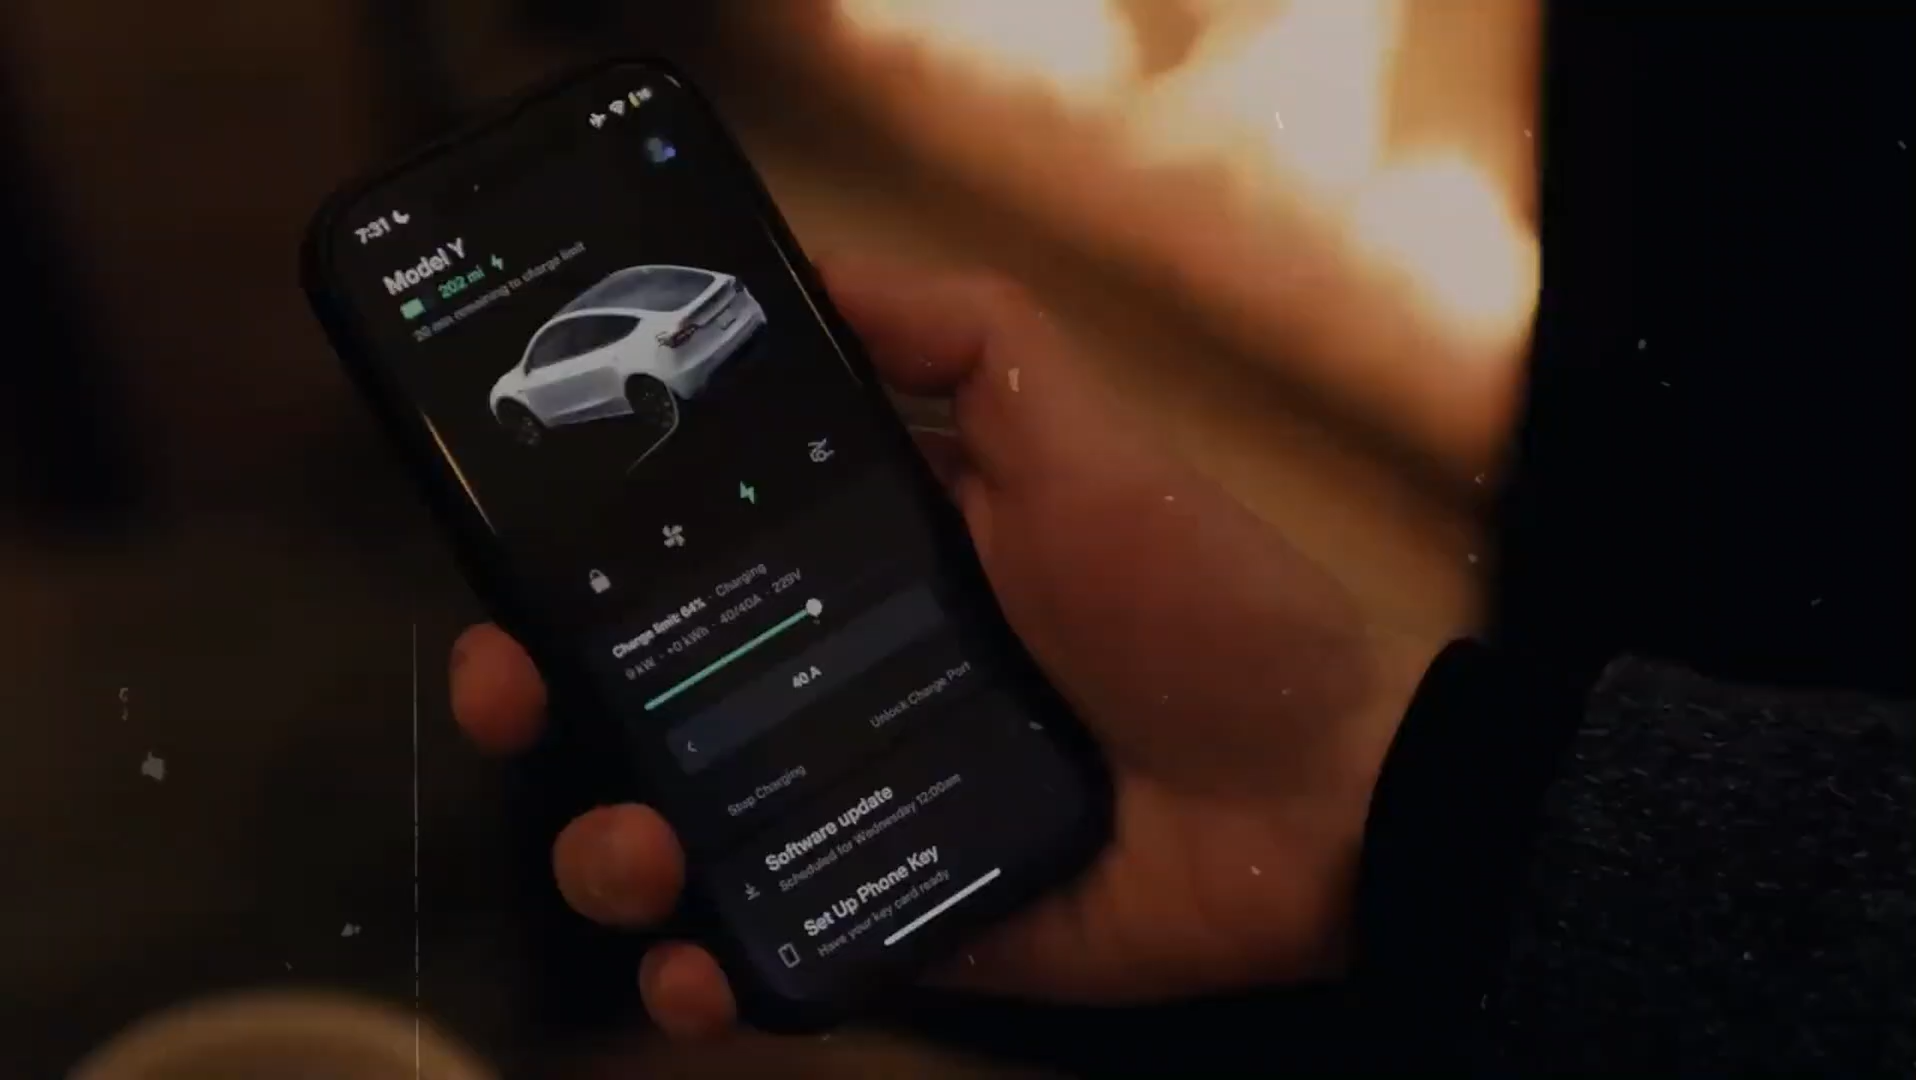 7:31
Model Y
202 mi
20 min remaining to charge limit
Charge limit: 64% · Charging
9 kW · +0 kWh · 40/40A · 229V
40 A
Unlock Charge Port
Stop Charging
Software update
Scheduled for Wednesday 12:00am
Set Up Phone Key
Have your key card ready